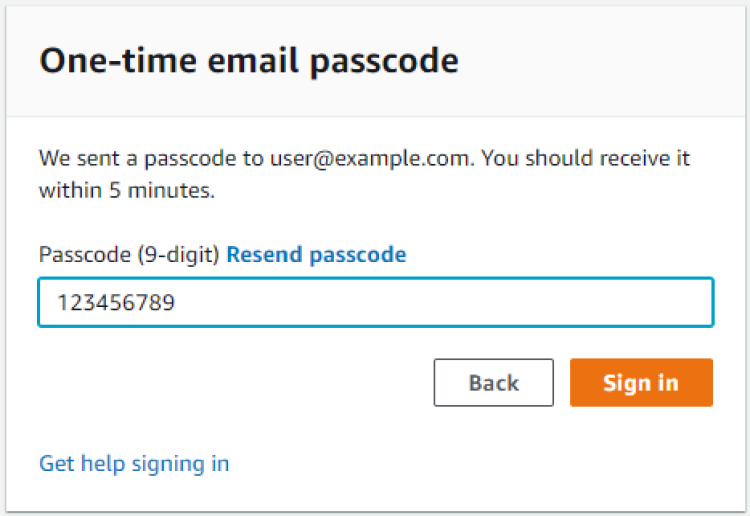 One-time email passcode
We sent a passcode to user@example.com. You should receive it
within 5 minutes.
Passcode (9-digit) Resend passcode
123456789
Back Sign in
Get help signing in